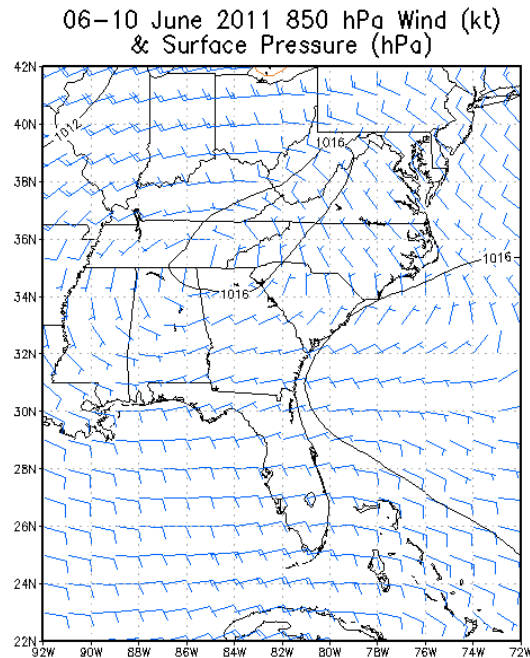 06-10 June 2011 850 hPa Wind (kt)
& Surface Pressure (hPa)
42N
40N
1012
1016
38N
36N
1016
1016
34N
32N
30N
28N
26N
24N
22N
92W 90W 88W 86W 84W 82W 80W 78W 76W 74W 72W